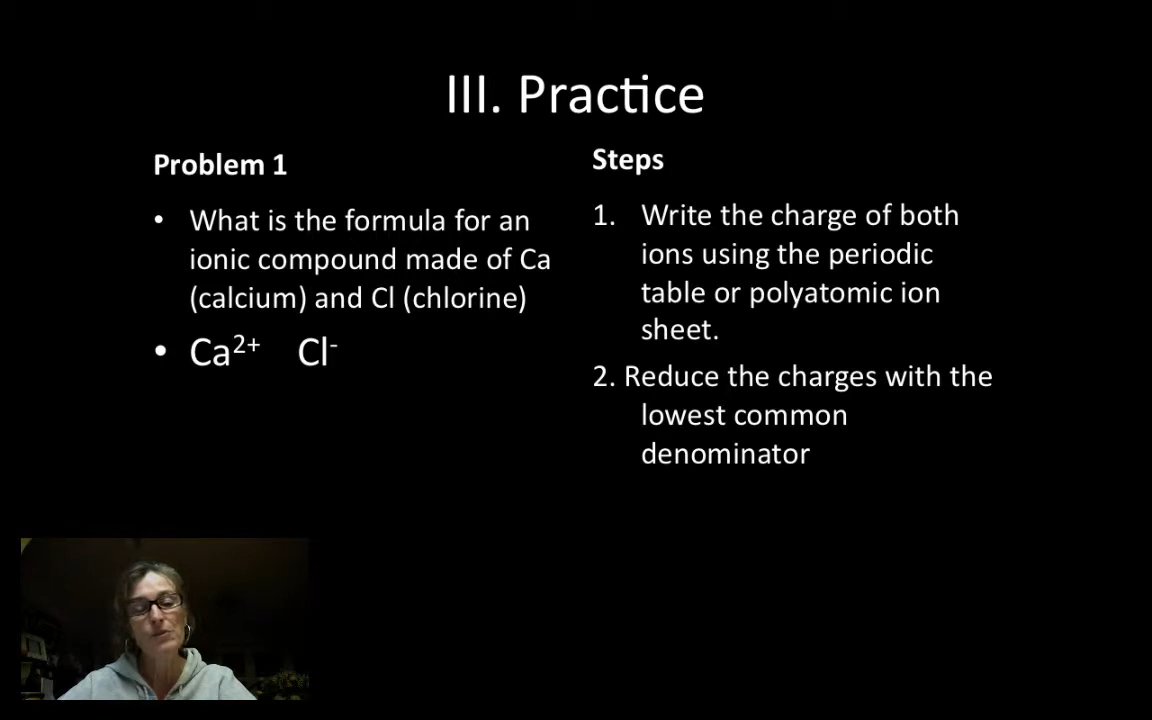 III. Practice
Problem 1
• What is the formula for an
ionic compound made of Ca
(calcium) and Cl (chlorine)
• Ca²⁺ Cl⁻
Steps
1. Write the charge of both
ions using the periodic
table or polyatomic ion
sheet.
2. Reduce the charges with the
lowest common
denominator